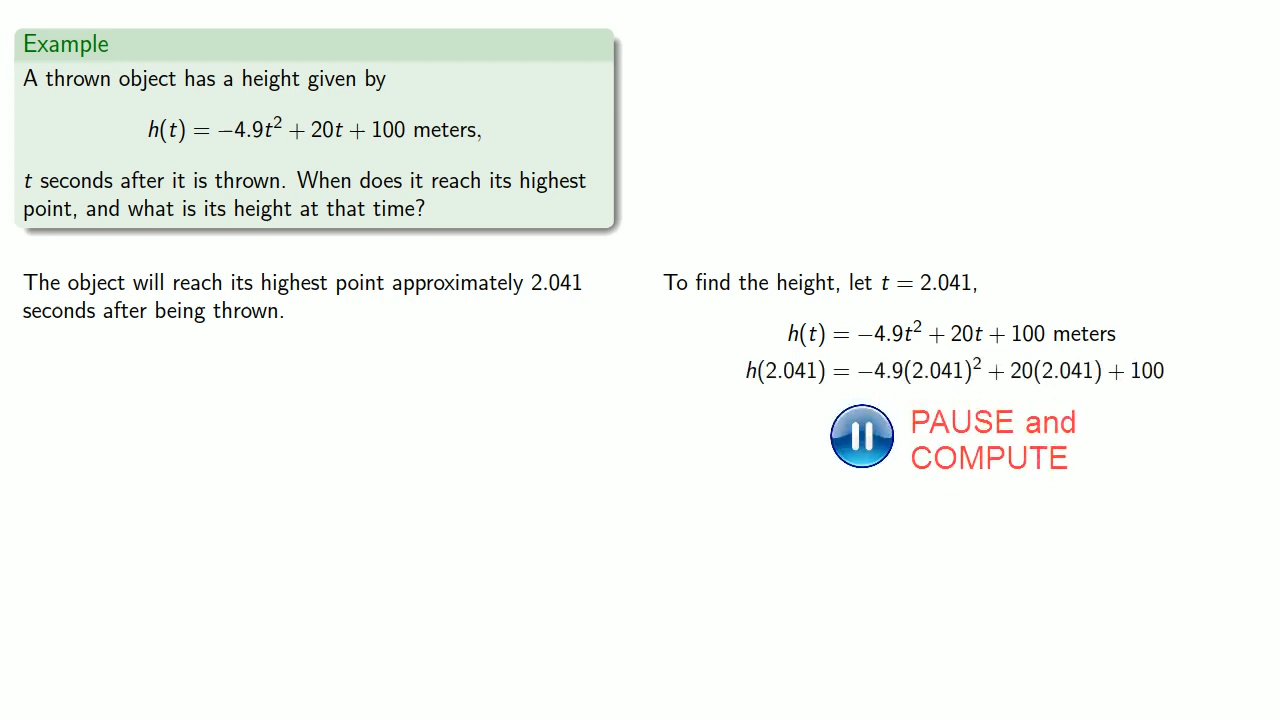 Example
A thrown object has a height given by
h(t) = −4.9t² + 20t + 100 meters,
t seconds after it is thrown. When does it reach its highest
point, and what is its height at that time?
The object will reach its highest point approximately 2.041
seconds after being thrown.
To find the height, let t = 2.041,
h(t) = −4.9t² + 20t + 100 meters
h(2.041) = −4.9(2.041)² + 20(2.041) + 100
PAUSE and
COMPUTE